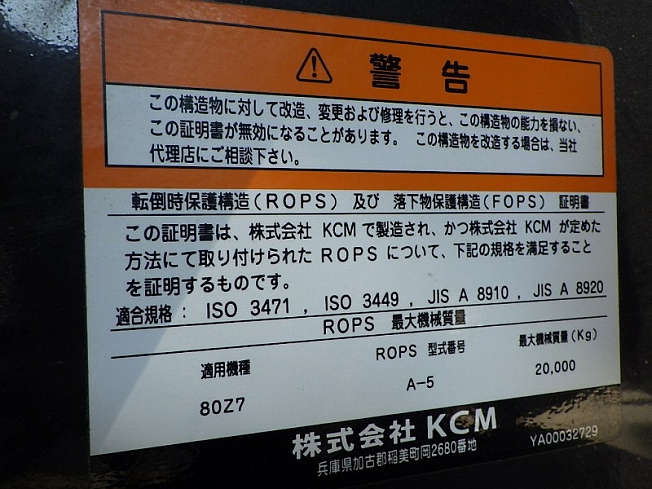 警告
この構造物に対して改造、変更および修理を行うと、この構造物の能力を損ない、
この証明書が無効になることがあります。 この構造物を改造する場合は、当社
代理店にご相談下さい。
転倒時保護構造(ROPS) 及び 落下物保護構造(FOPS) 証明書
この証明書は、株式会社 KCMで製造され、かつ株式会社 KCMが定めた
方法にて取り付けられたROPSについて、下記の規格を満足すること
を証明するものです。
適合規格: ISO 3471 , ISO 3449 , JIS A 8910 , JIS A 8920
ROPS 最大機械質量
適用機種 ROPS 型式番号 最大機械質量(Kg)
80Z7 A-5 20,000
株式会社 KCM
兵庫県加古郡稲美町岡2680番地 YA00032729